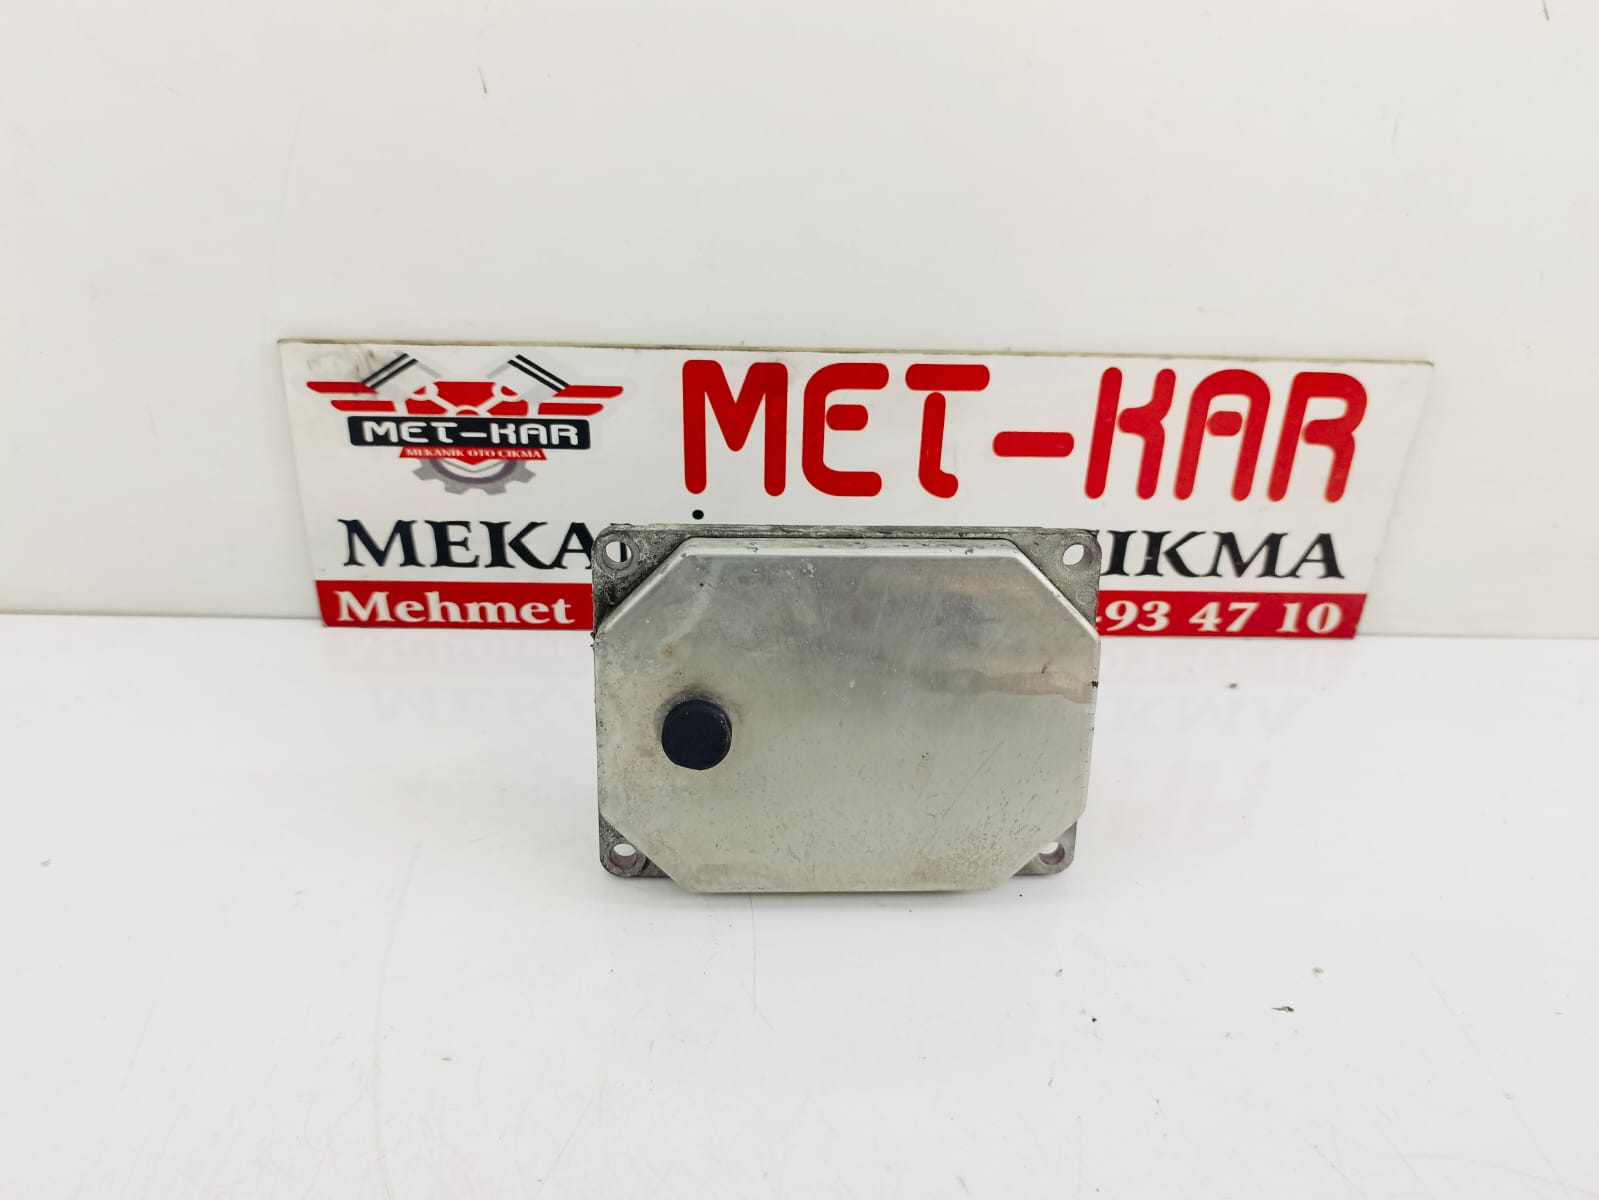 MET-KAR
MEKANİK OTO ÇIKMA
MET-KAR
MEKA
IKMA
Mehmet
93 47 10